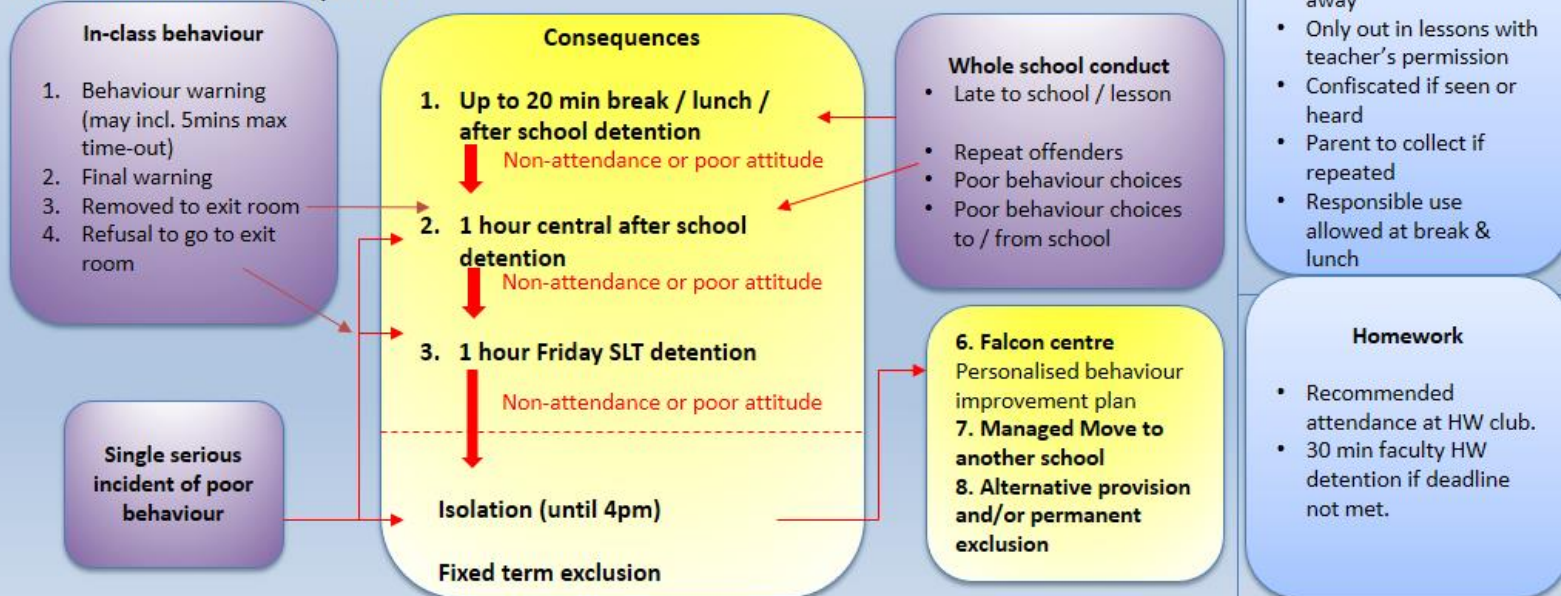 In-class behaviour
1. Behaviour warning
(may incl. 5mins max
time-out)
2. Final warning
3. Removed to exit room
4. Refusal to go to exit
room
Single serious
incident of poor
behaviour
Consequences
1. Up to 20 min break / lunch /
after school detention
Non-attendance or poor attitude
2. 1 hour central after school
detention
Non-attendance or poor attitude
3. 1 hour Friday SLT detention
Non-attendance or poor attitude
Isolation (until 4pm)
Fixed term exclusion
Whole school conduct
• Late to school / lesson
• Repeat offenders
• Poor behaviour choices
• Poor behaviour choices
to / from school
6. Falcon centre
Personalised behaviour
improvement plan
7. Managed Move to
another school
8. Alternative provision
and/or permanent
exclusion
away
• Only out in lessons with
teacher's permission
• Confiscated if seen or
heard
• Parent to collect if
repeated
• Responsible use
allowed at break &
lunch
Homework
• Recommended
attendance at HW club.
• 30 min faculty HW
detention if deadline
not met.